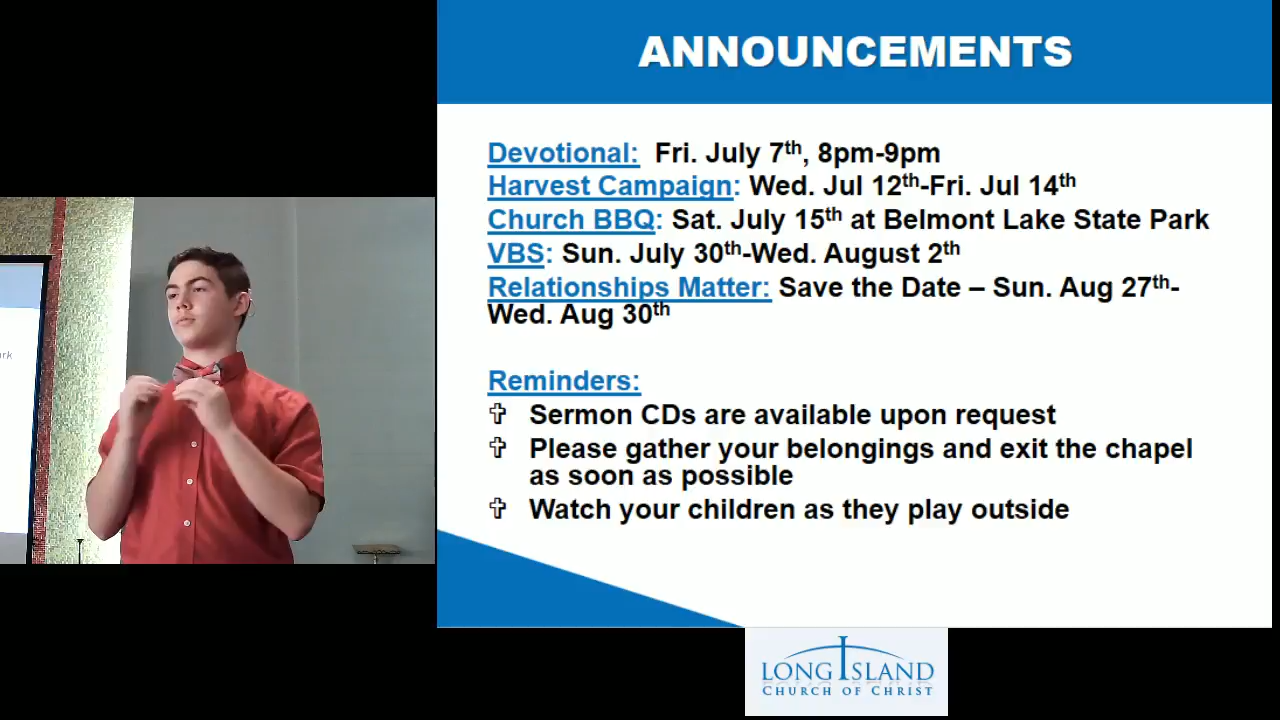 ANNOUNCEMENTS
Devotional: Fri. July 7th, 8pm-9pm
Harvest Campaign: Wed. Jul 12th-Fri. Jul 14th
Church BBQ: Sat. July 15th at Belmont Lake State Park
VBS: Sun. July 30th-Wed. August 2th
Relationships Matter: Save the Date – Sun. Aug 27th-
Wed. Aug 30th
Reminders:
✞ Sermon CDs are available upon request
✞ Please gather your belongings and exit the chapel
as soon as possible
✞ Watch your children as they play outside
rk
LONG ISLAND
CHURCH OF CHRIST